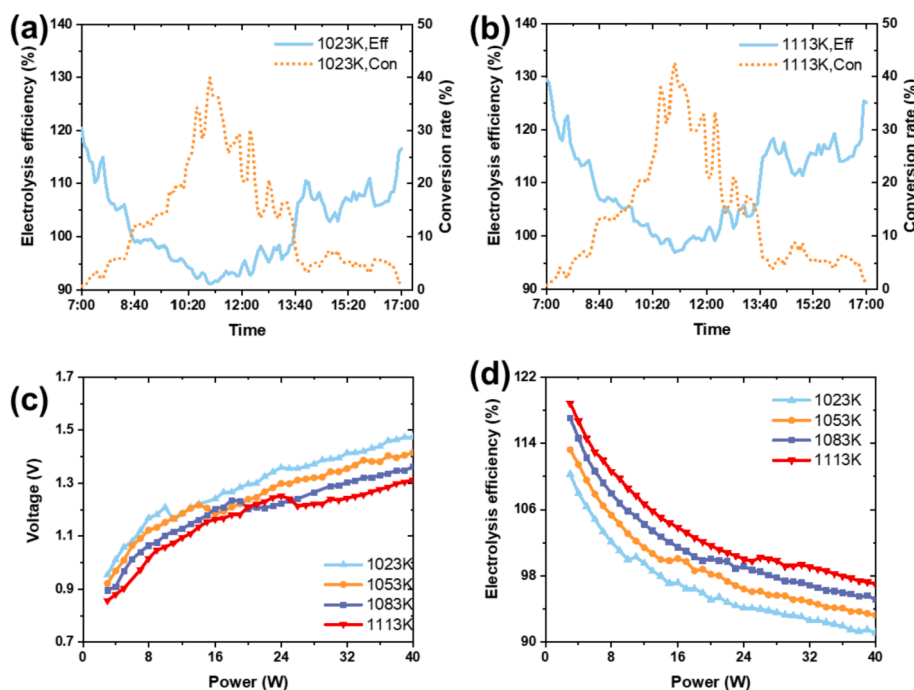 (a)
Electrolysis efficiency (%)
140
130
120
110
100
90
1023K,Eff
1023K,Con
50
40
30
20
10
0
Conversion rate (%)
7:00 8:40 10:20 12:00 13:40 15:20 17:00
Time
(b)
Electrolysis efficiency (%)
140
130
120
110
100
90
1113K,Eff
1113K,Con
50
40
30
20
10
0
Conversion rate (%)
7:00 8:40 10:20 12:00 13:40 15:20 17:00
Time
(c)
Voltage (V)
1.7
1.5
1.3
1.1
0.9
0.7
1023K
1053K
1083K
1113K
0 8 16 24 32 40
Power (W)
(d)
Electrolysis efficiency (%)
122
114
106
98
90
1023K
1053K
1083K
1113K
0 8 16 24 32 40
Power (W)